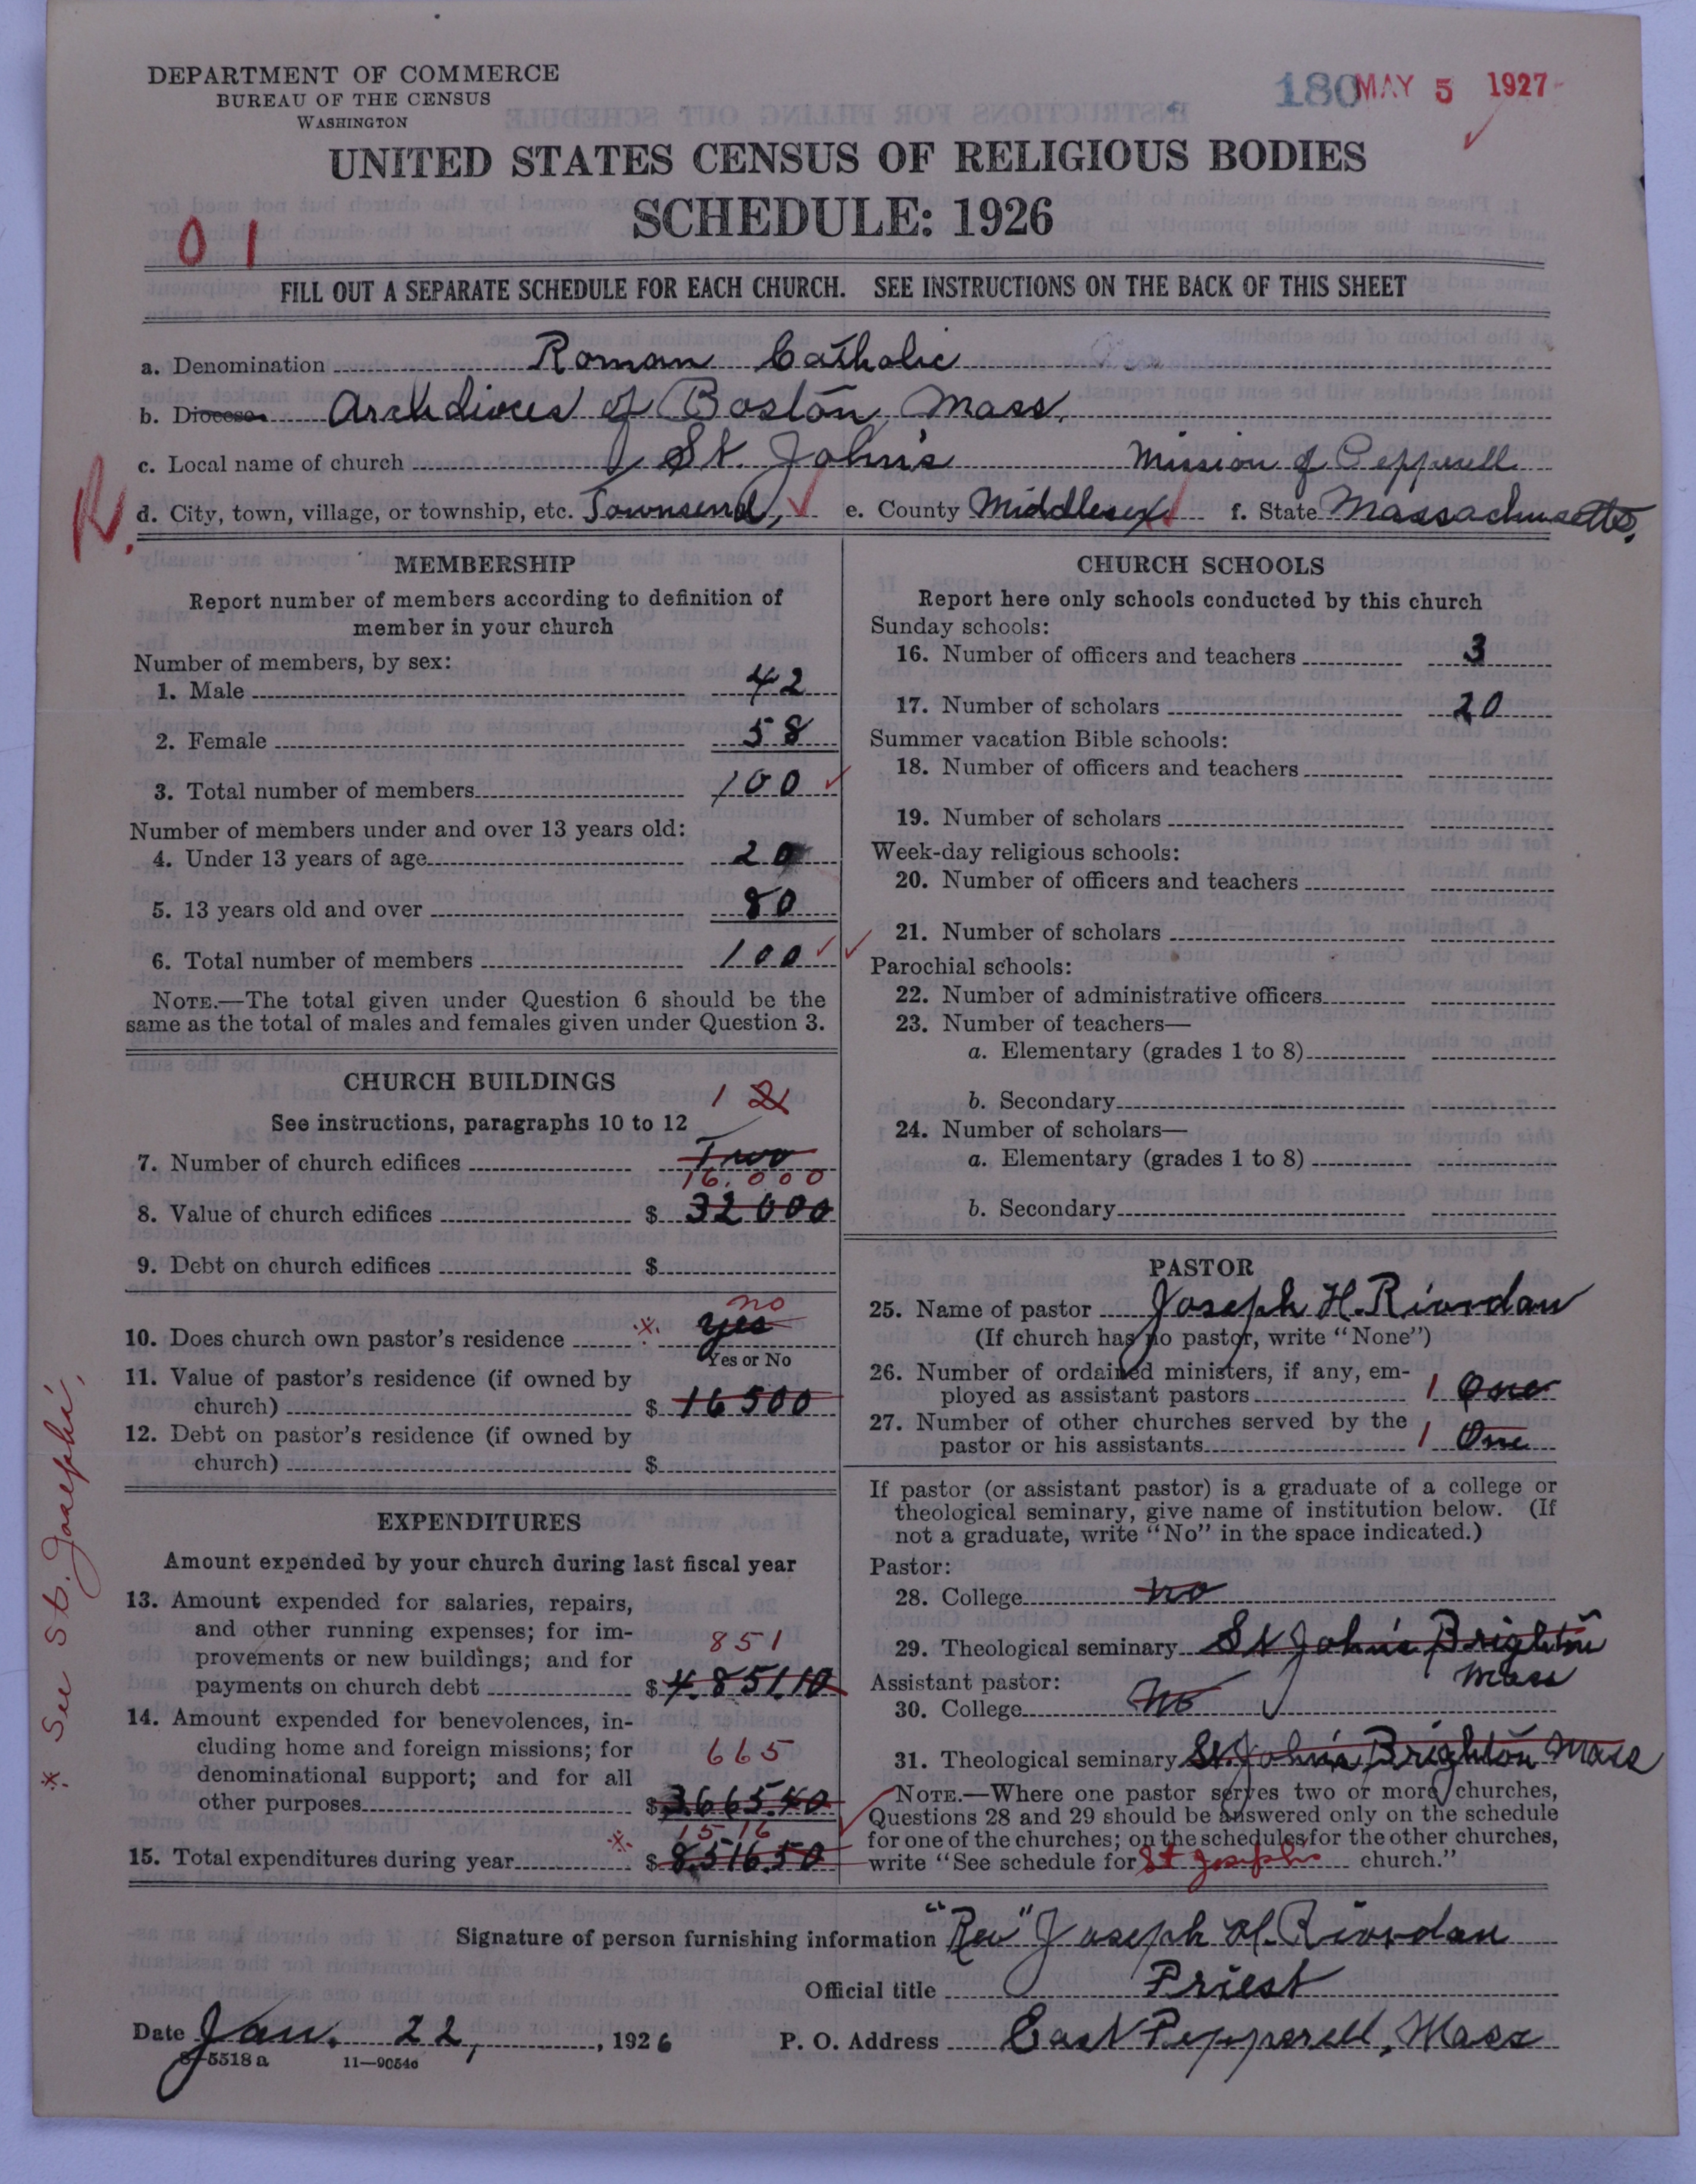 DEPARTMENT OF COMMERCE
BUREAU OF THE CENSUS
WASHINGTON
180 MAY 5 1927
UNITED STATES CENSUS OF RELIGIOUS BODIES
SCHEDULE: 1926
0 1
FILL OUT A SEPARATE SCHEDULE FOR EACH CHURCH. SEE INSTRUCTIONS ON THE BACK OF THIS SHEET
a. Denomination Roman Catholic
b. Diocese Archdioces of Boston, Mass.
c. Local name of church St. John's Mission of Pepperell
R. d. City, town, village, or township, etc. Townsend, e. County Middlesex f. State Massachusetts.
MEMBERSHIP
Report number of members according to definition of
member in your church
Number of members, by sex:
1. Male 42
2. Female 58
3. Total number of members 100
Number of members under and over 13 years old:
4. Under 13 years of age 20
5. 13 years old and over 80
6. Total number of members 100
NOTE.—The total given under Question 6 should be the
same as the total of males and females given under Question 3.
CHURCH BUILDINGS
1 2
See instructions, paragraphs 10 to 12
7. Number of church edifices Two
16.000
8. Value of church edifices $ 32000
9. Debt on church edifices $
no
10. Does church own pastor's residence * yes
Yes or No
11. Value of pastor's residence (if owned by
church) $ 16500
12. Debt on pastor's residence (if owned by
church) $
EXPENDITURES
Amount expended by your church during last fiscal year
13. Amount expended for salaries, repairs,
and other running expenses; for im-
provements or new buildings; and for 851
payments on church debt $ 4.851.10
14. Amount expended for benevolences, in-
cluding home and foreign missions; for 665
denominational support; and for all
other purposes $ 3665.40
* 1516
15. Total expenditures during year $ 8.516.50
* See St. Joseph's,
CHURCH SCHOOLS
Report here only schools conducted by this church
Sunday schools:
16. Number of officers and teachers 3
17. Number of scholars 20
Summer vacation Bible schools:
18. Number of officers and teachers
19. Number of scholars
Week-day religious schools:
20. Number of officers and teachers
21. Number of scholars
Parochial schools:
22. Number of administrative officers
23. Number of teachers—
a. Elementary (grades 1 to 8)
b. Secondary
24. Number of scholars—
a. Elementary (grades 1 to 8)
b. Secondary
PASTOR
25. Name of pastor Joseph H. Riordan
(If church has no pastor, write "None")
26. Number of ordained ministers, if any, em-
ployed as assistant pastors 1 One
27. Number of other churches served by the
pastor or his assistants 1 One
If pastor (or assistant pastor) is a graduate of a college or
theological seminary, give name of institution below. (If
not a graduate, write "No" in the space indicated.)
Pastor:
28. College no
29. Theological seminary St John's Brighton
Mass
Assistant pastor:
30. College no
31. Theological seminary St John's Brighton Mass
NOTE.—Where one pastor serves two or more churches,
Questions 28 and 29 should be answered only on the schedule
for one of the churches; on the schedules for the other churches,
write "See schedule for St Joseph's church."
Signature of person furnishing information "Rev" Joseph H. Riordan
Official title Priest
Date Jan. 22, 1926 P. O. Address East Pepperell, Mass
8—5518 a 11—9054a